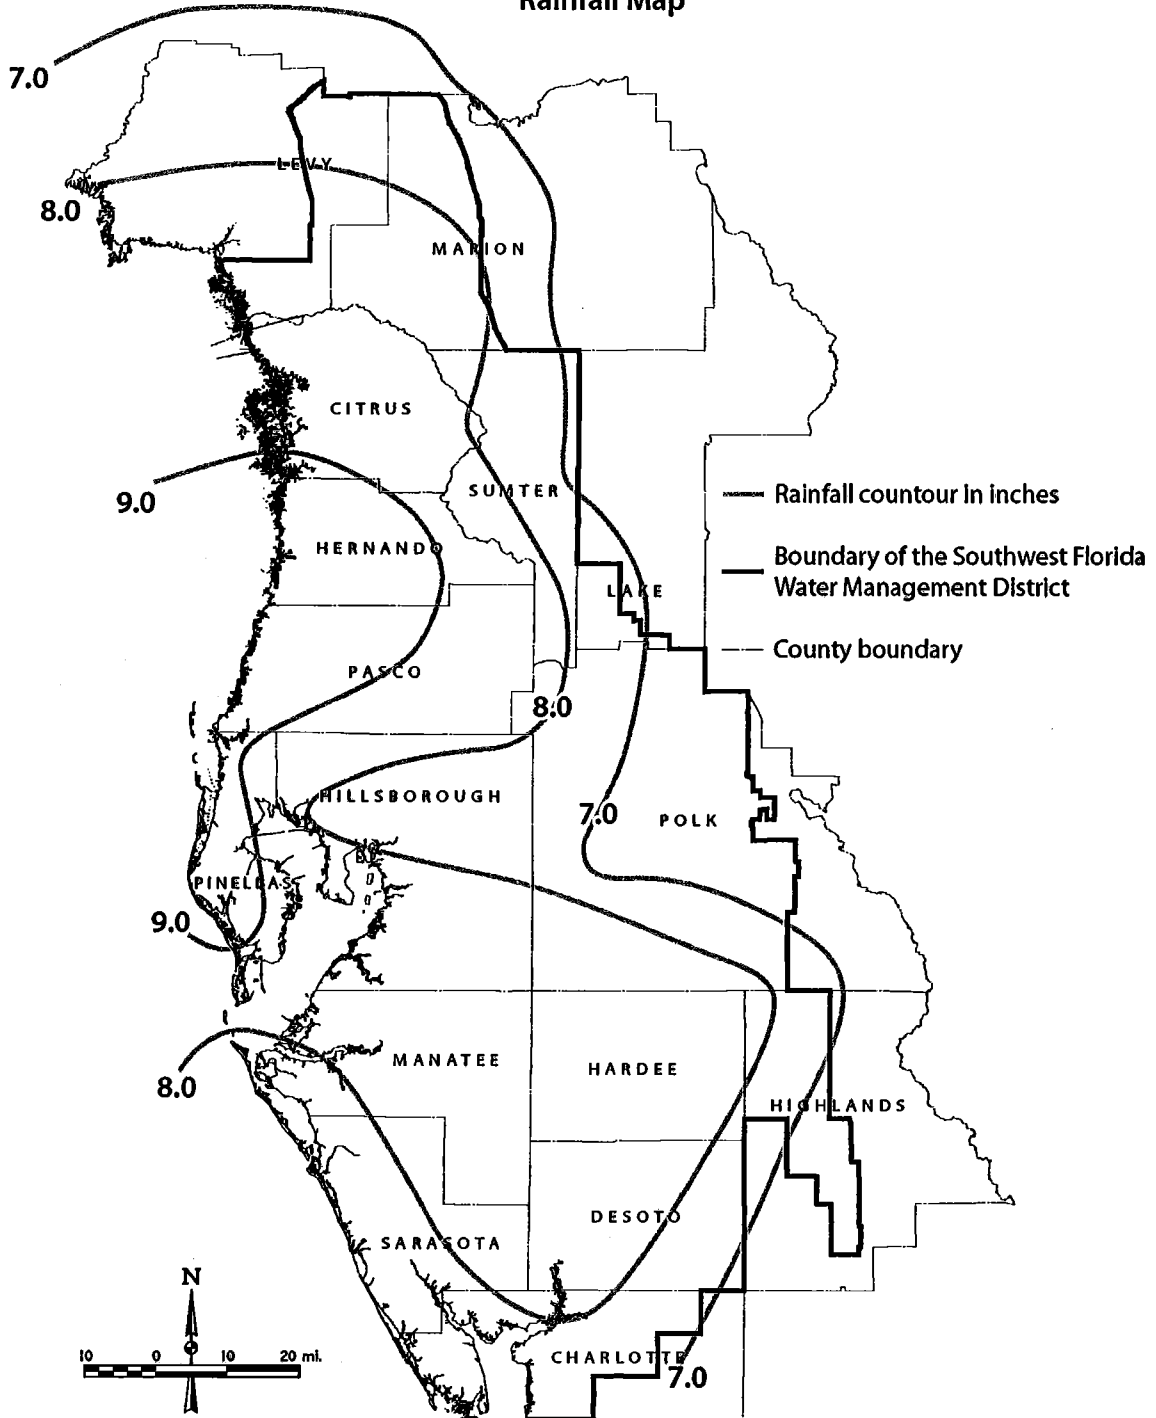 Rainfall Map
7.0
LEVY
8.0
MARION
CITRUS
9.0
SUMTER
Rainfall countour in inches
HERNANDO
Boundary of the Southwest Florida
Water Management District
LAKE
County boundary
PASCO
8.0
HILLSBOROUGH
7.0
POLK
PINELLAS
9.0
MANATEE
HARDEE
8.0
HIGHLANDS
DESOTO
SARASOTA
N
10 0 10 20 mi.
CHARLOTTE
7.0